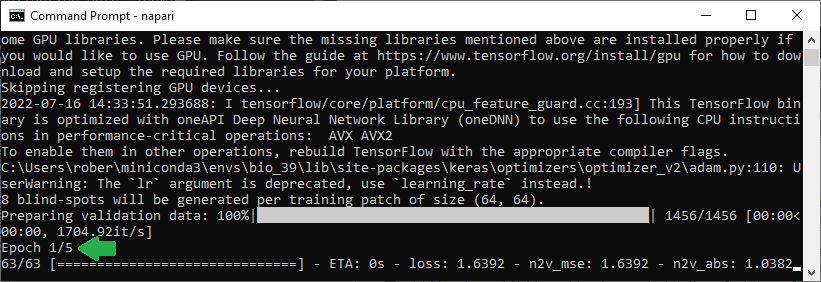 Command Prompt - napari
ome GPU libraries. Please make sure the missing libraries mentioned above are installed properly if
you would like to use GPU. Follow the guide at https://www.tensorflow.org/install/gpu for how to dow
nload and setup the required libraries for your platform.
Skipping registering GPU devices...
2022-07-16 14:33:51.293688: I tensorflow/core/platform/cpu_feature_guard.cc:193] This TensorFlow bin
ary is optimized with oneAPI Deep Neural Network Library (oneDNN) to use the following CPU instructi
ons in performance-critical operations:  AVX AVX2
To enable them in other operations, rebuild TensorFlow with the appropriate compiler flags.
C:\Users\rober\miniconda3\envs\bio_39\lib\site-packages\keras\optimizers\optimizer_v2\adam.py:110: U
serWarning: The `lr` argument is deprecated, use `learning_rate` instead.!
8 blind-spots will be generated per training patch of size (64, 64).
Preparing validation data: 100%|| 1456/1456 [00:00<
00:00, 1704.92it/s]
Epoch 1/5
63/63 [==============================] - ETA: 0s - loss: 1.6392 - n2v_mse: 1.6392 - n2v_abs: 1.0382